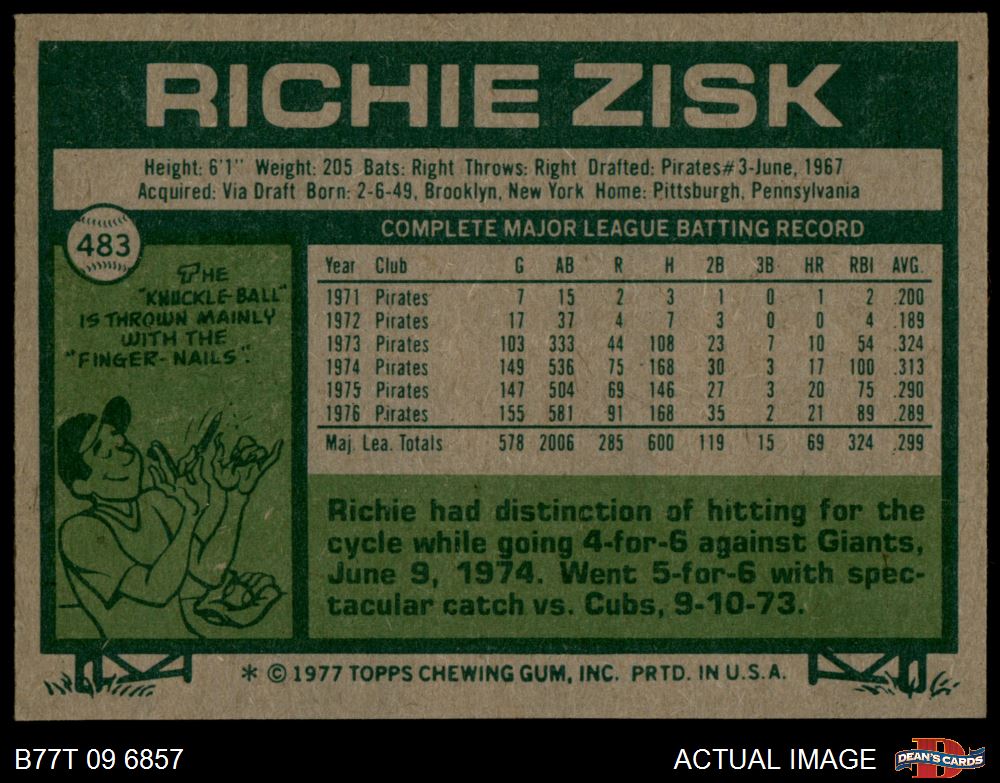 RICHIE ZISK
Height: 6'1" Weight: 205 Bats: Right Throws: Right Drafted: Pirates#3-June, 1967
Acquired: Via Draft Born: 2-6-49, Brooklyn, New York Home: Pittsburgh, Pennsylvania
483
THE
"KNUCKLE-BALL"
IS THROWN MAINLY
WITH THE
"FINGER-NAILS".
COMPLETE MAJOR LEAGUE BATTING RECORD
Year Club G AB R H 2B 3B HR RBI AVG.
1971 Pirates 7 15 2 3 1 0 1 2 .200
1972 Pirates 17 37 4 7 3 0 0 4 .189
1973 Pirates 103 333 44 108 23 7 10 54 .324
1974 Pirates 149 536 75 168 30 3 17 100 .313
1975 Pirates 147 504 69 146 27 3 20 75 .290
1976 Pirates 155 581 91 168 35 2 21 89 .289
Maj. Lea. Totals 578 2006 285 600 119 15 69 324 .299
Richie had distinction of hitting for the
cycle while going 4-for-6 against Giants,
June 9, 1974. Went 5-for-6 with spec-
tacular catch vs. Cubs, 9-10-73.
* © 1977 TOPPS CHEWING GUM, INC. PRTD. IN U.S.A.
B77T 09 6857
ACTUAL IMAGE
D
DEAN'S CARDS